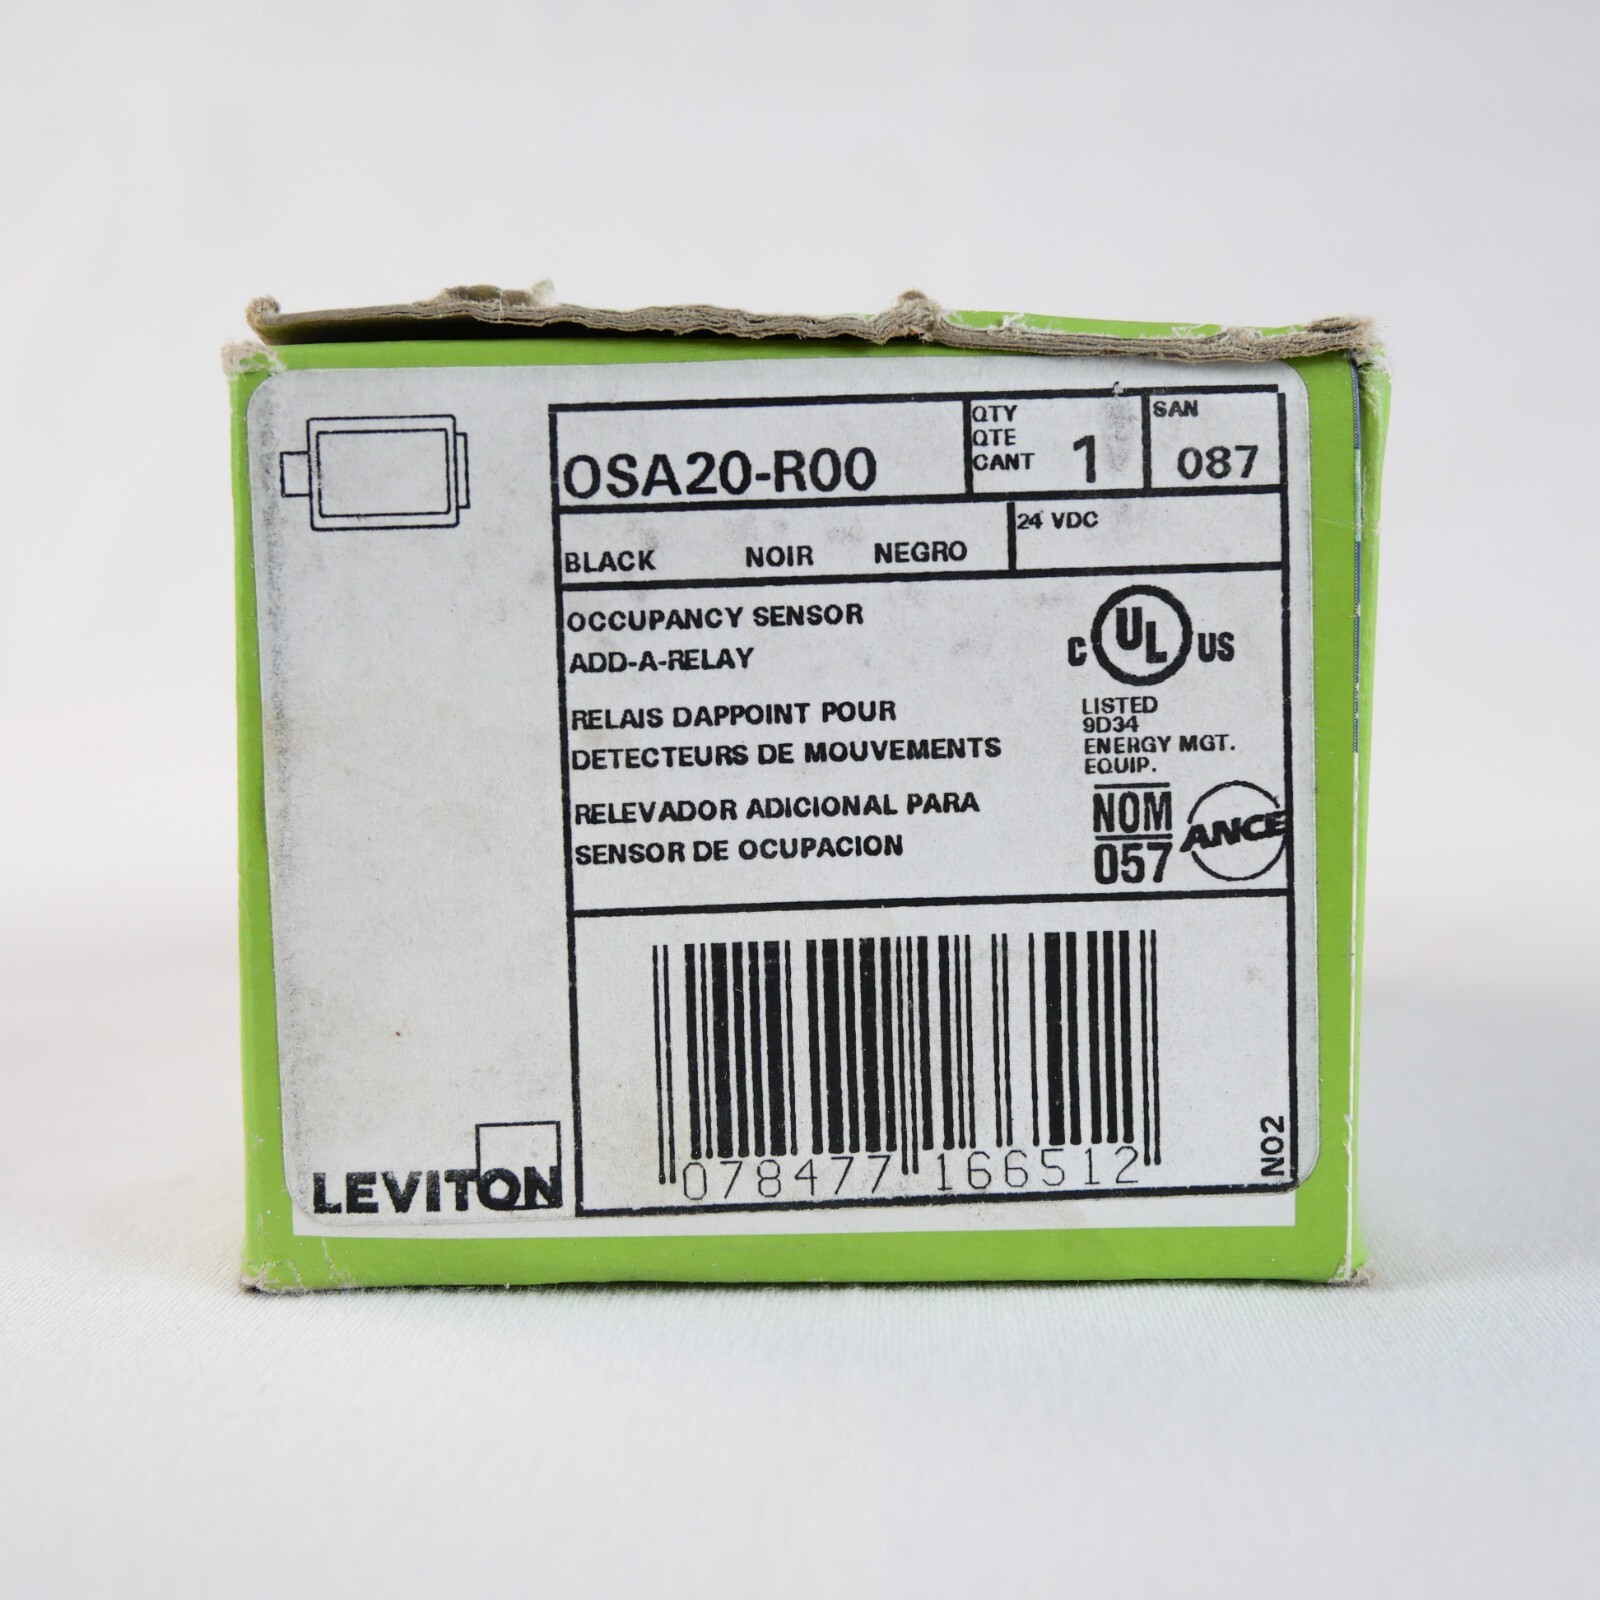 OSA20-R00
QTY
QTE
CANT
1
SAN
087
BLACK NOIR NEGRO
24 VDC
OCCUPANCY SENSOR
ADD-A-RELAY
RELAIS DAPPOINT POUR
DETECTEURS DE MOUVEMENTS
RELEVADOR ADICIONAL PARA
SENSOR DE OCUPACION
C UL US
LISTED
9D34
ENERGY MGT.
EQUIP.
NOM
057
ANCE
078477 166512
NO2
LEVITON